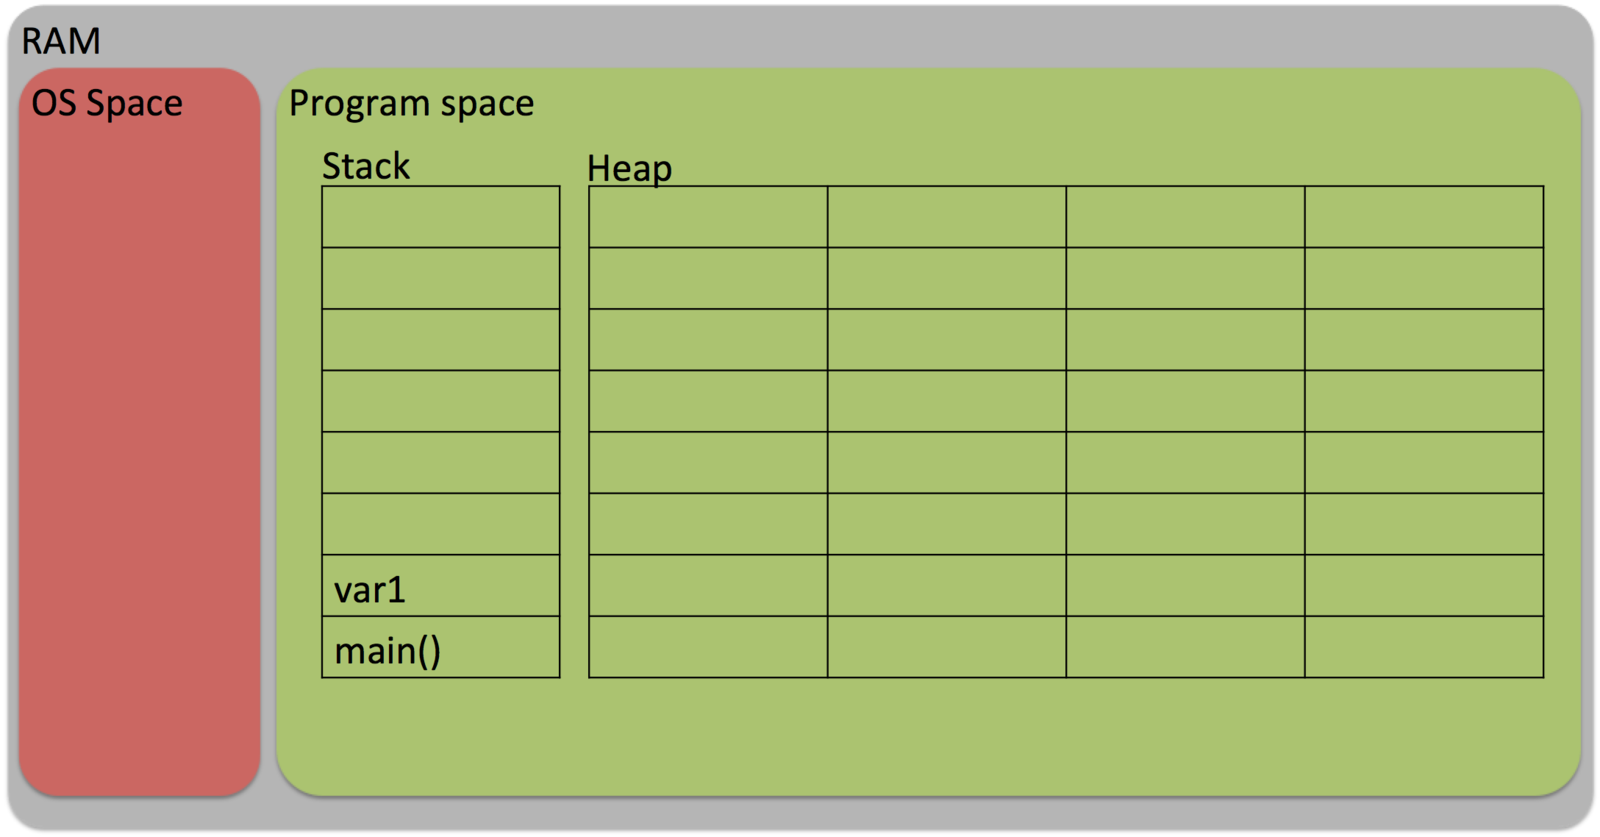 RAM
OS Space
Program space
Stack
Heap
var1
main()